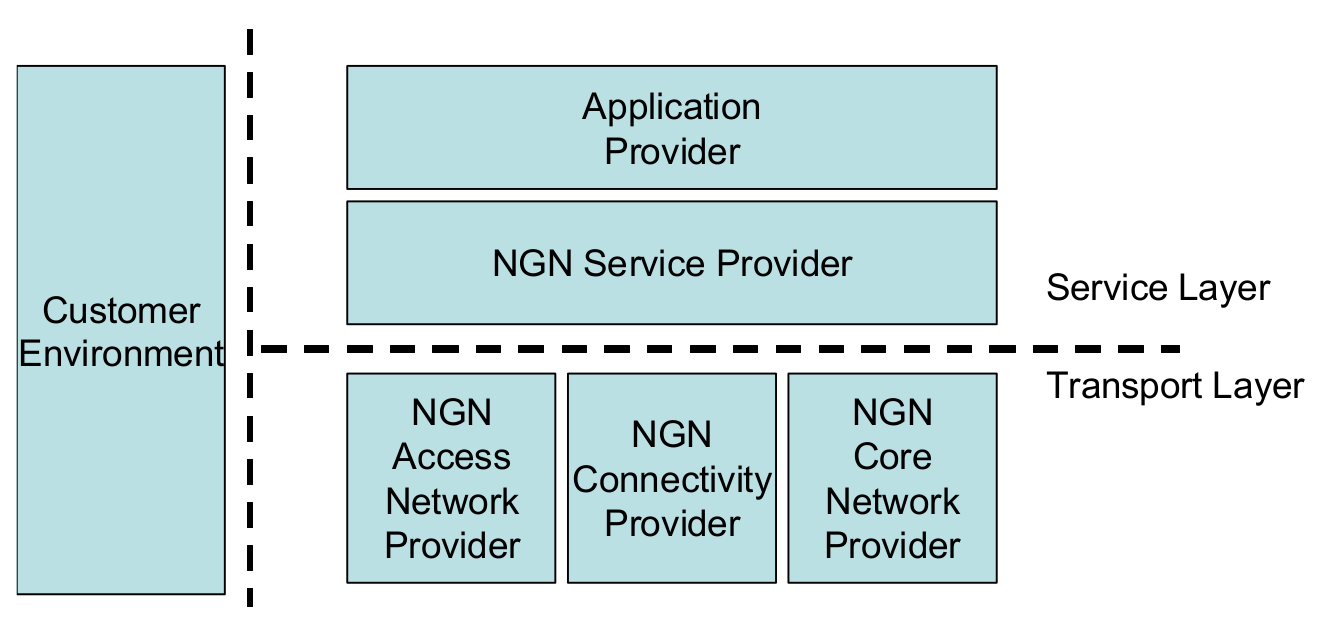 Customer
Environment
Application
Provider
NGN Service Provider
Service Layer
Transport Layer
NGN
Access
Network
Provider
NGN
Connectivity
Provider
NGN
Core
Network
Provider